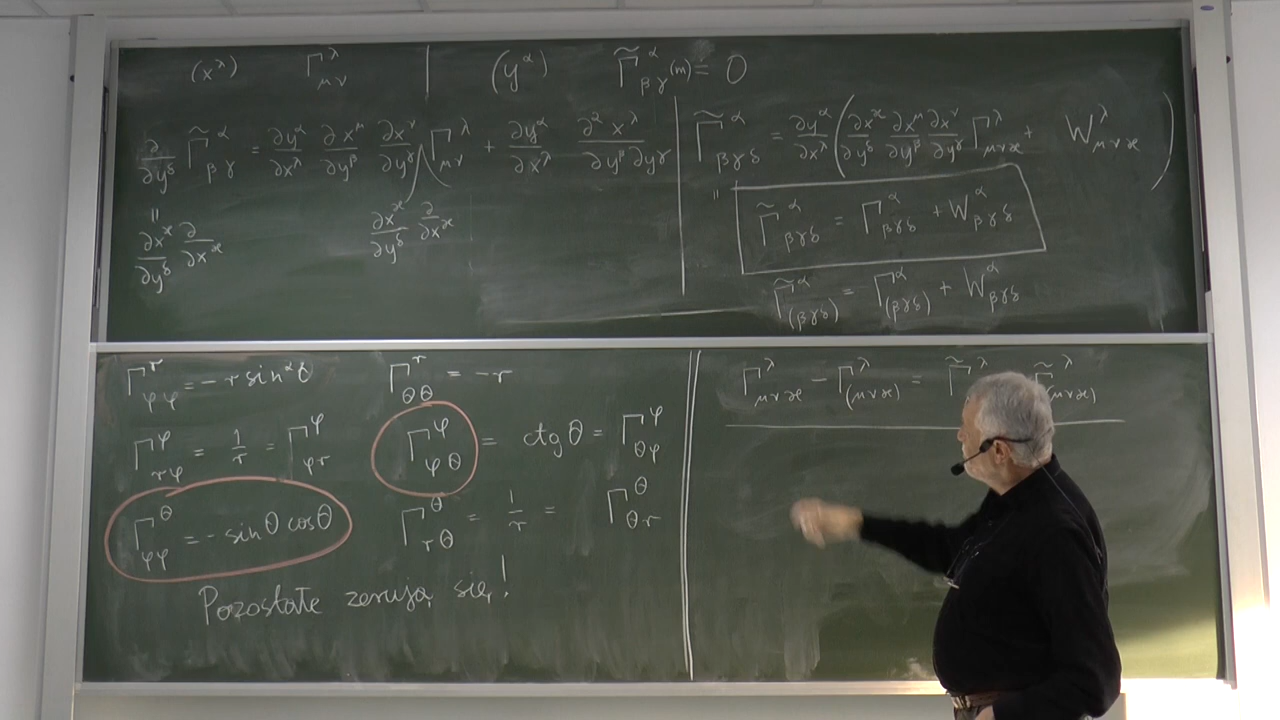 (x^λ) Γ^λ_{μν} | (y^α) Γ̃^α_{βγ}(m) = 0
∂/∂y^δ Γ̃^α_{βγ} = ∂y^α/∂x^λ ∂x^μ/∂y^β ∂x^ν/∂y^γ Γ^λ_{μν} + ∂y^α/∂x^λ ∂²x^λ/∂y^β∂y^γ
=
∂x^ϰ/∂y^δ ∂/∂x^ϰ
∂x^ϰ/∂y^δ ∂/∂x^ϰ
Γ̃^α_{βγδ} = ∂y^α/∂x^λ (∂x^ϰ/∂y^δ ∂x^μ/∂y^β ∂x^ν/∂y^γ Γ^λ_{μνϰ} + W^λ_{μνϰ})
= Γ̃^α_{βγδ} = Γ^α_{βγδ} + W^α_{βγδ}
Γ̃^α_{(βγδ)} = Γ^α_{(βγδ)} + W^α_{βγδ}
Γ^r_{φφ} = -r sin²θ Γ^r_{θθ} = -r
Γ^φ_{rφ} = 1/r = Γ^φ_{φr} Γ^φ_{φθ} = ctg θ = Γ^φ_{θφ}
Γ^θ_{φφ} = -sinθ cosθ Γ^θ_{rθ} = 1/r = Γ^θ_{θr}
Pozostałe zerują się!
Γ^λ_{μνϰ} - Γ^λ_{(μνϰ)} = Γ̃^λ Γ̃^λ_{(μνϰ)}